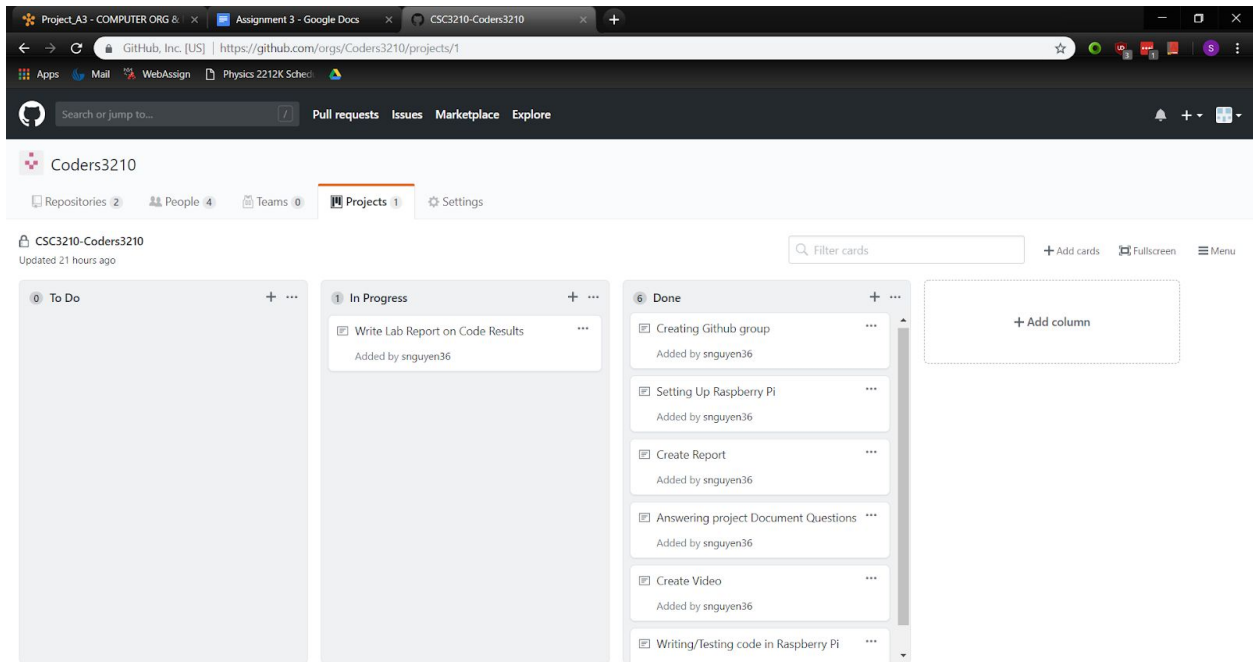 Project_A3 - COMPUTER ORG &
Assignment 3 - Google Docs
CSC3210-Coders3210
GitHub, Inc. [US] | https://github.com/orgs/Coders3210/projects/1
S
3
1
Apps
Mail
WebAssign
Physics 2212K Sched
Search or jump to...
/
Pull requests Issues Marketplace Explore
Coders3210
Repositories 2
People 4
Teams 0
Projects 1
Settings
CSC3210-Coders3210
Updated 21 hours ago
Filter cards
+ Add cards
Fullscreen
Menu
0 To Do
1 In Progress
Write Lab Report on Code Results
Added by snguyen36
6 Done
Creating Github group
Added by snguyen36
Setting Up Raspberry Pi
Added by snguyen36
Create Report
Added by snguyen36
Answering project Document Questions
Added by snguyen36
Create Video
Added by snguyen36
Writing/Testing code in Raspberry Pi
+ Add column